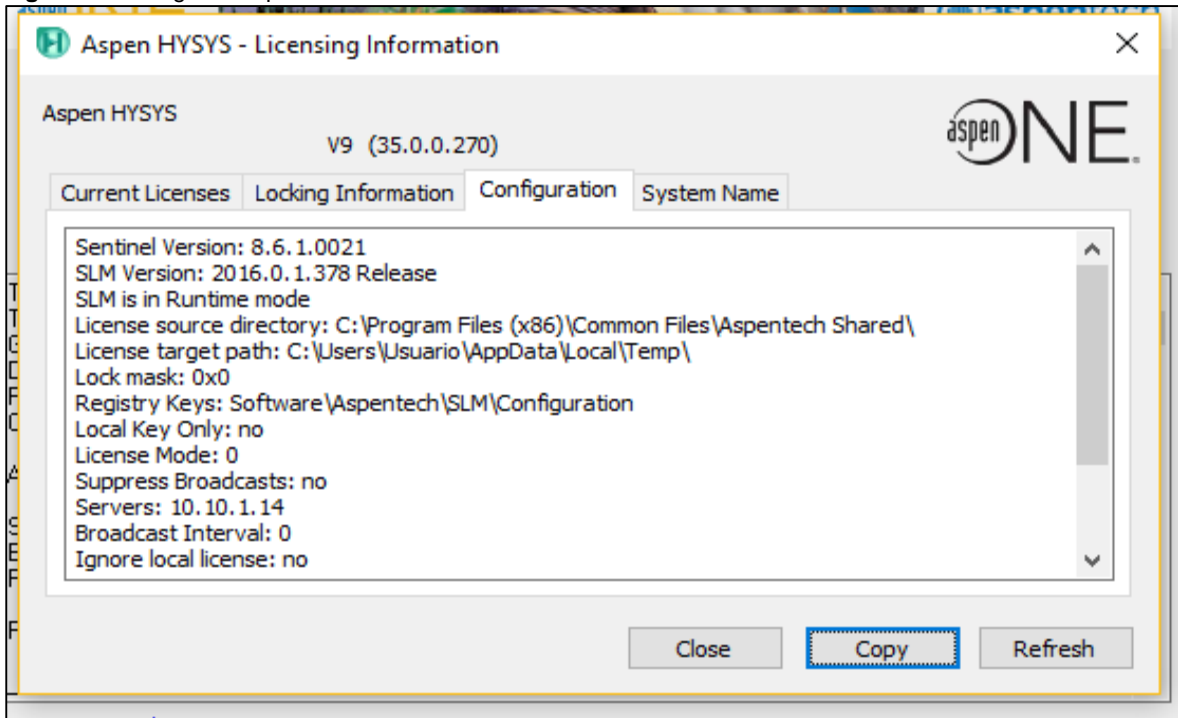 Aspen HYSYS - Licensing Information
Aspen HYSYS
V9 (35.0.0.270)
aspen ONE.
Current Licenses Locking Information Configuration System Name
Sentinel Version: 8.6.1.0021
SLM Version: 2016.0.1.378 Release
SLM is in Runtime mode
License source directory: C:\Program Files (x86)\Common Files\Aspentech Shared\
License target path: C:\Users\Usuario\AppData\Local\Temp\
Lock mask: 0x0
Registry Keys: Software\Aspentech\SLM\Configuration
Local Key Only: no
License Mode: 0
Suppress Broadcasts: no
Servers: 10.10.1.14
Broadcast Interval: 0
Ignore local license: no
Close Copy Refresh